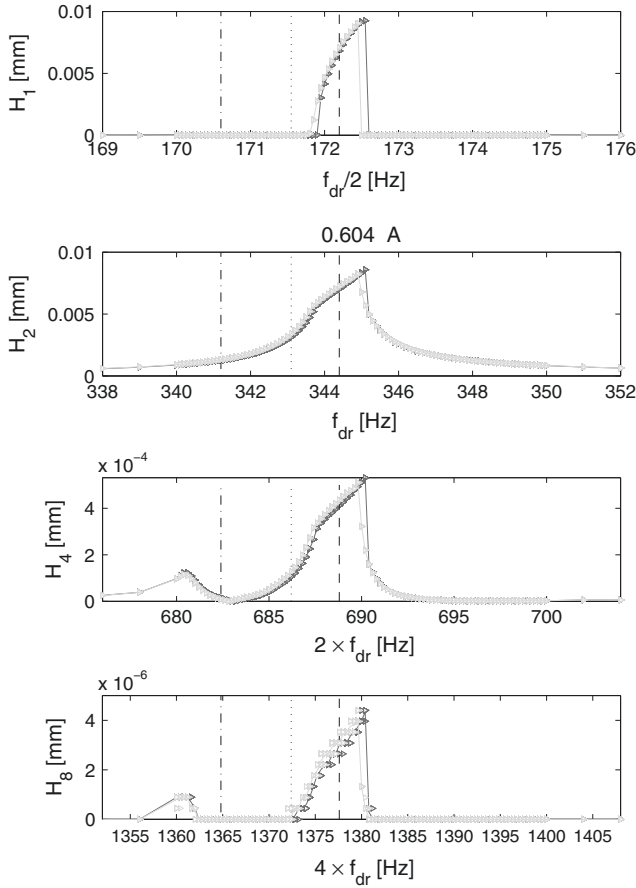 0.01
0.005
0
H1 [mm]
169 170 171 172 173 174 175 176
fdr/2 [Hz]
0.604 A
0.01
0.005
0
H2 [mm]
338 340 342 344 346 348 350 352
fdr [Hz]
x 10-4
4
2
0
H4 [mm]
680 685 690 695 700
2 × fdr [Hz]
x 10-6
4
2
0
H8 [mm]
1355 1360 1365 1370 1375 1380 1385 1390 1395 1400 1405
4 × fdr [Hz]